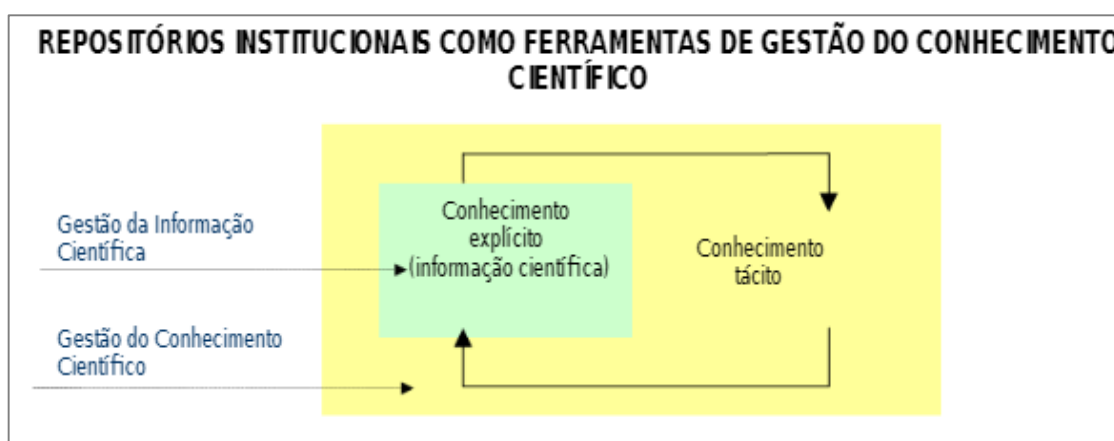 REPOSITÓRIOS INSTITUCIONAIS COMO FERRAMENTAS DE GESTÃO DO CONHECIMENTO
CIENTÍFICO
Gestão da Informação
Científica
Conhecimento
explícito
(informação científica)
Conhecimento
tácito
Gestão do Conhecimento
Científico